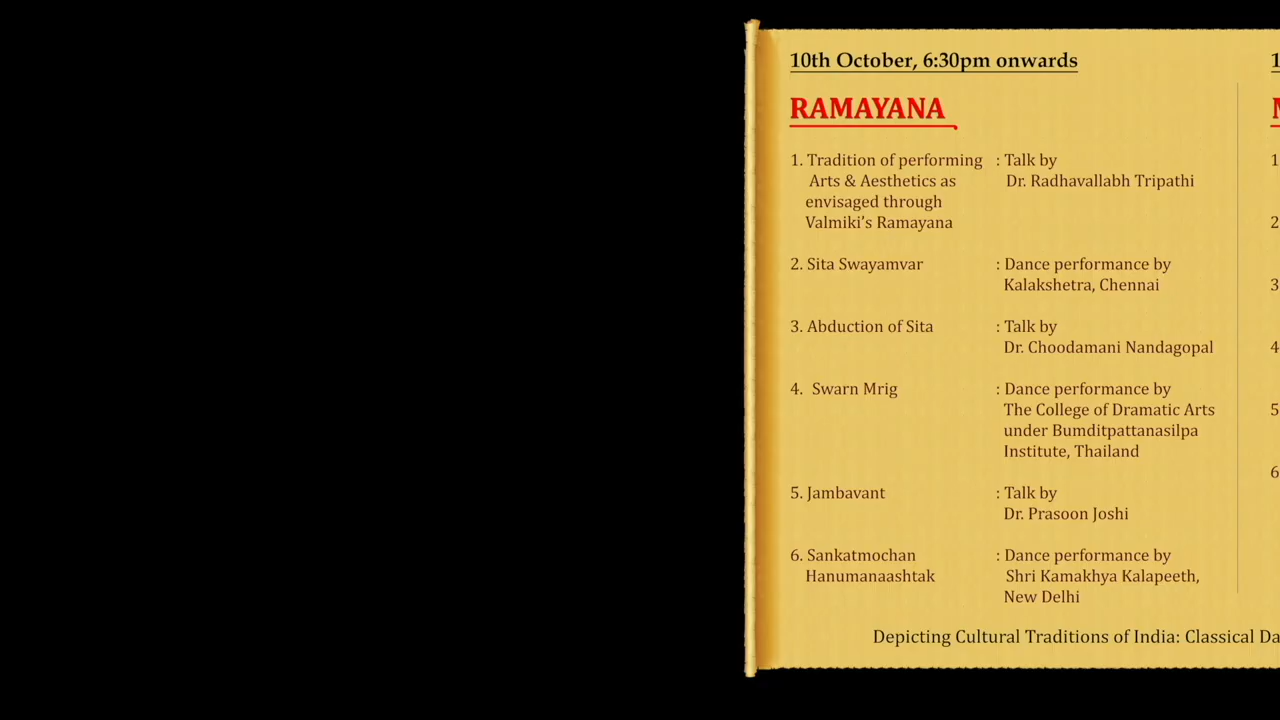 10th October, 6:30pm onwards
RAMAYANA
1. Tradition of performing : Talk by
Arts & Aesthetics as Dr. Radhavallabh Tripathi
envisaged through
Valmiki’s Ramayana
2. Sita Swayamvar : Dance performance by
Kalakshetra, Chennai
3. Abduction of Sita : Talk by
Dr. Choodamani Nandagopal
4. Swarn Mrig : Dance performance by
The College of Dramatic Arts
under Bumditpattanasilpa
Institute, Thailand
5. Jambavant : Talk by
Dr. Prasoon Joshi
6. Sankatmochan : Dance performance by
Hanumanaashtak Shri Kamakhya Kalapeeth,
New Delhi
Depicting Cultural Traditions of India: Classical